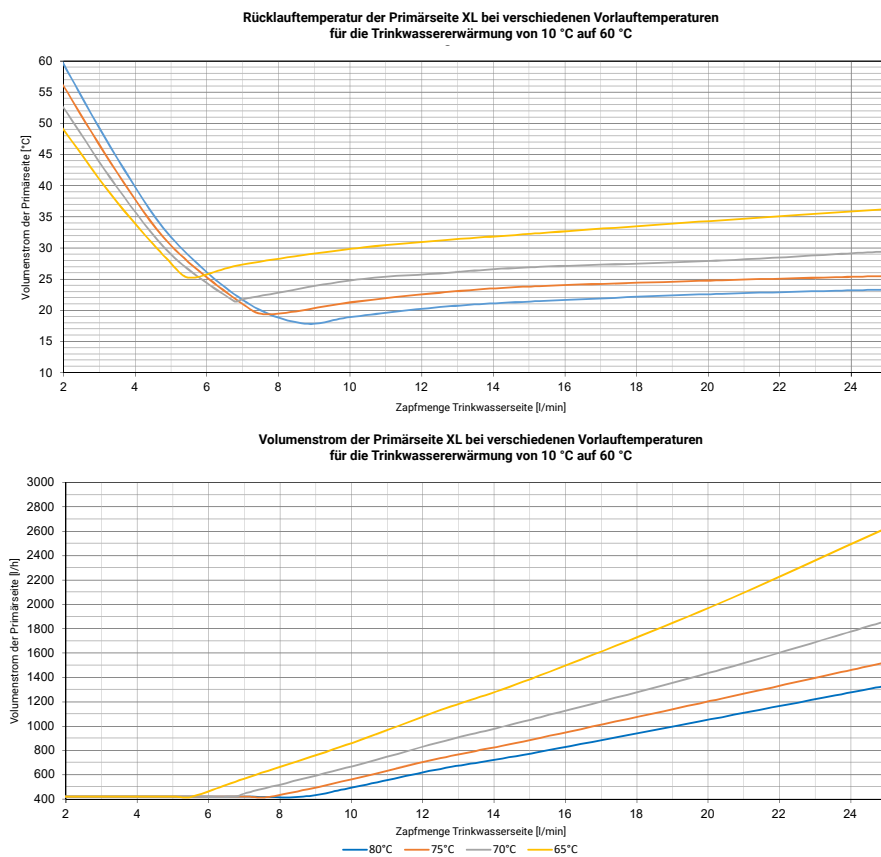 Rücklauftemperatur der Primärseite XL bei verschiedenen Vorlauftemperaturen
für die Trinkwassererwärmung von 10 °C auf 60 °C
Volumenstrom der Primärseite [°C]
60
55
50
45
40
35
30
25
20
15
10
2 4 6 8 10 12 14 16 18 20 22 24
Zapfmenge Trinkwasserseite [l/min]
Volumenstrom der Primärseite XL bei verschiedenen Vorlauftemperaturen
für die Trinkwassererwärmung von 10 °C auf 60 °C
Volumenstrom der Primärseite [l/h]
3000
2800
2600
2400
2200
2000
1800
1600
1400
1200
1000
800
600
400
2 4 6 8 10 12 14 16 18 20 22 24
Zapfmenge Trinkwasserseite [l/min]
80°C 75°C 70°C 65°C